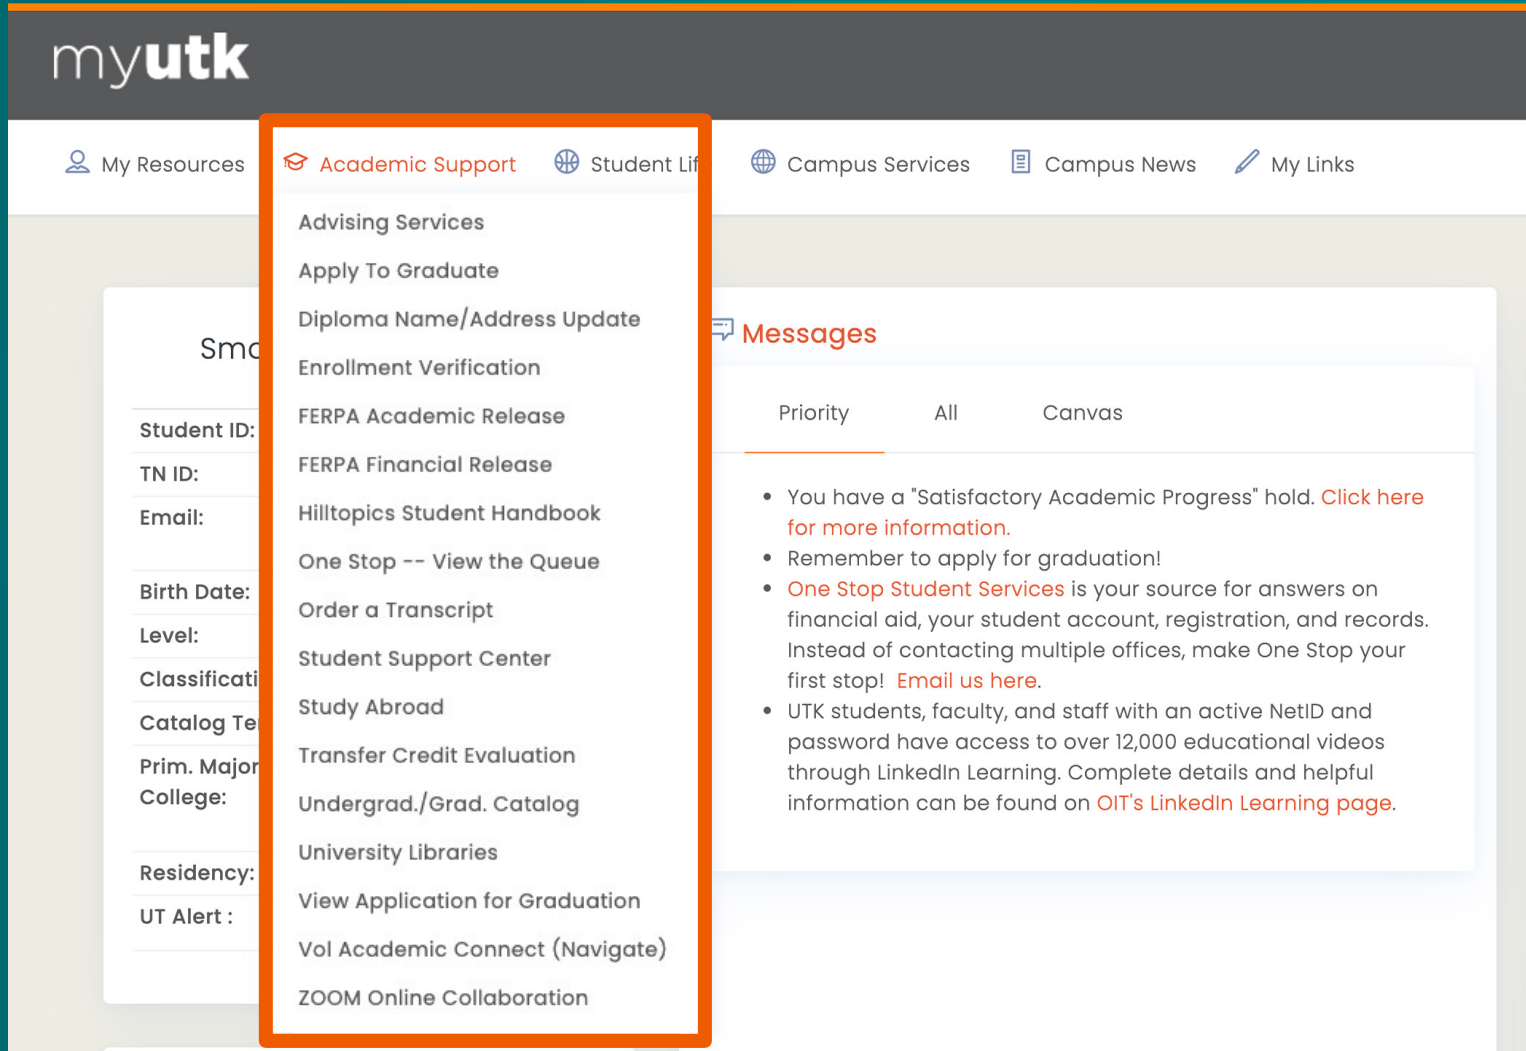 myutk
My Resources
Academic Support
Student Lif
Campus Services
Campus News
My Links
Advising Services
Apply To Graduate
Diploma Name/Address Update
Enrollment Verification
FERPA Academic Release
FERPA Financial Release
Hilltopics Student Handbook
One Stop -- View the Queue
Order a Transcript
Student Support Center
Study Abroad
Transfer Credit Evaluation
Undergrad./Grad. Catalog
University Libraries
View Application for Graduation
Vol Academic Connect (Navigate)
ZOOM Online Collaboration
Student ID:
TN ID:
Email:
Birth Date:
Level:
Classificati
Catalog Te
Prim. Major
College:
Residency:
UT Alert :
Messages
Priority
All
Canvas
• You have a "Satisfactory Academic Progress" hold. Click here
for more information.
• Remember to apply for graduation!
• One Stop Student Services is your source for answers on
financial aid, your student account, registration, and records.
Instead of contacting multiple offices, make One Stop your
first stop! Email us here.
• UTK students, faculty, and staff with an active NetID and
password have access to over 12,000 educational videos
through LinkedIn Learning. Complete details and helpful
information can be found on OIT's LinkedIn Learning page.